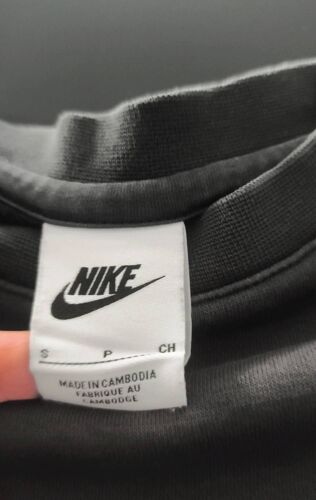 NIKE
S P CH
MADE IN CAMBODIA
FABRIQUE AU
CAMBODGE